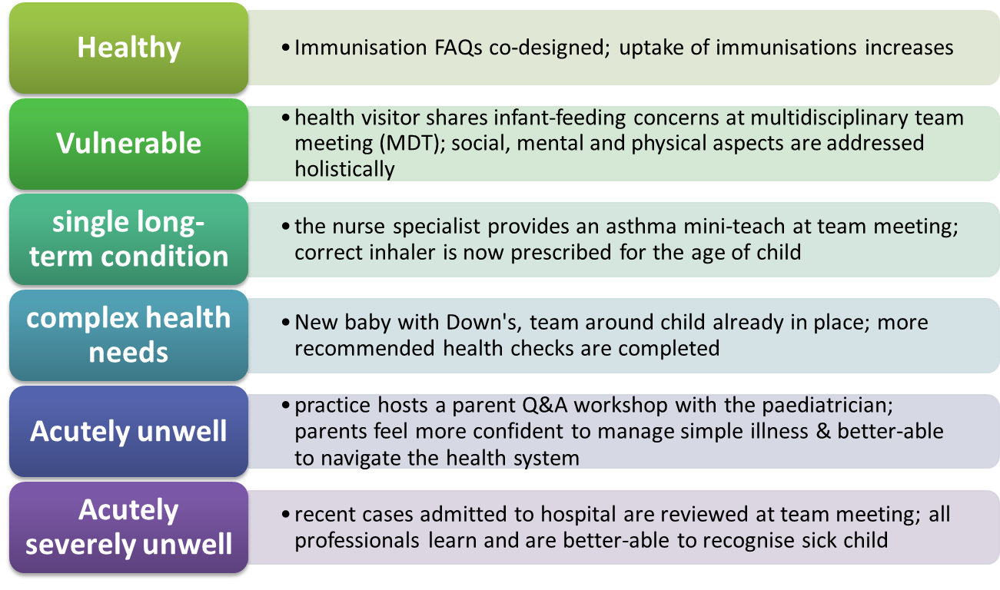 Healthy
• Immunisation FAQs co-designed; uptake of immunisations increases
Vulnerable
• health visitor shares infant-feeding concerns at multidisciplinary team
meeting (MDT); social, mental and physical aspects are addressed
holistically
single long-
term condition
• the nurse specialist provides an asthma mini-teach at team meeting;
correct inhaler is now prescribed for the age of child
complex health
needs
• New baby with Down's, team around child already in place; more
recommended health checks are completed
Acutely unwell
• practice hosts a parent Q&A workshop with the paediatrician;
parents feel more confident to manage simple illness & better-able
to navigate the health system
Acutely
severely unwell
• recent cases admitted to hospital are reviewed at team meeting; all
professionals learn and are better-able to recognise sick child